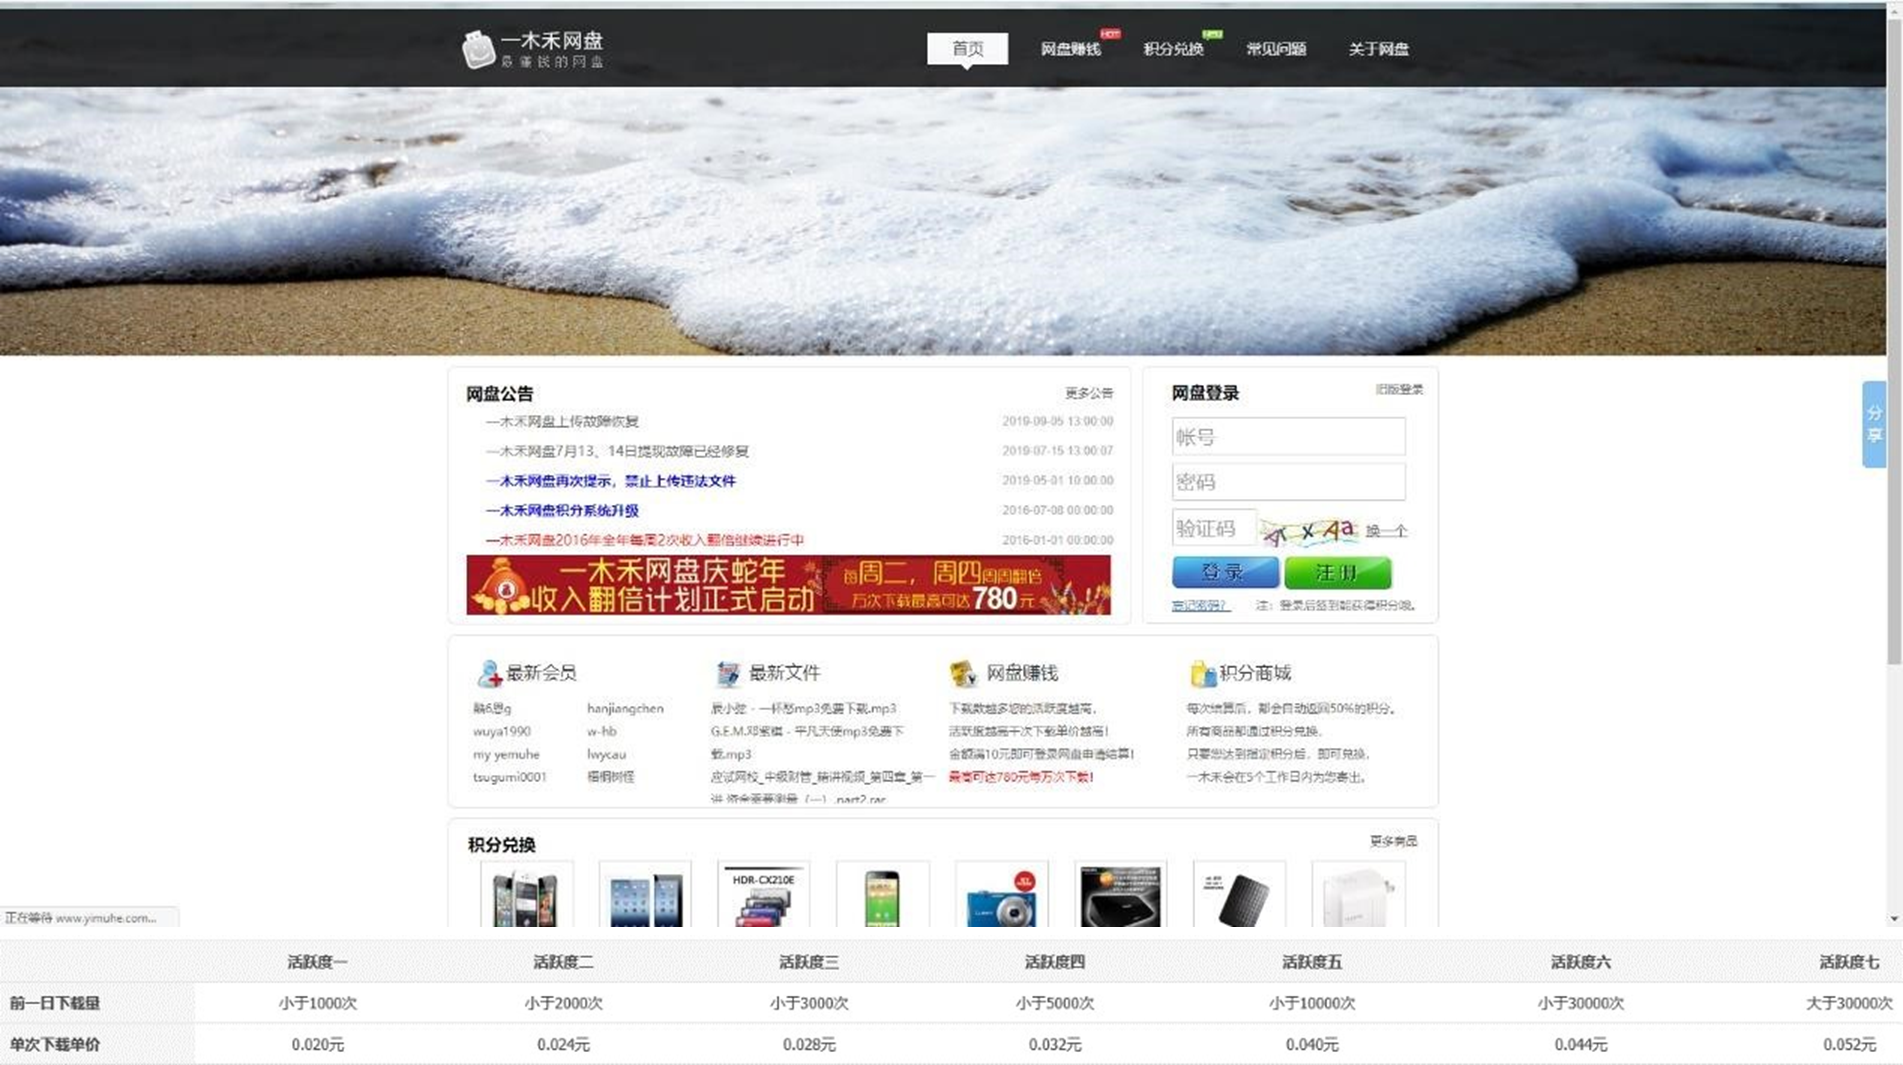 一木禾网盘
最赚钱的网盘
首页
网盘赚钱
HOT
积分兑换
NEW
常见问题
关于网盘
分享
网盘公告
更多公告
一木禾网盘上传故障恢复 2019-09-05 13:00:00
一木禾网盘7月13、14日提现故障已经修复 2019-07-15 13:00:07
一木禾网盘再次提示，禁止上传违法文件 2019-05-01 10:00:00
一木禾网盘积分系统升级 2016-07-08 00:00:00
一木禾网盘2016年全年每周2次收入翻倍继续进行中 2016-01-01 00:00:00
一木禾网盘庆蛇年
收入翻倍计划正式启动
每周二，周四周周翻倍
万次下载最高可达780元
网盘登录
旧版登录
帐号
密码
验证码
换一个
登录
注册
忘记密码？
注：登录后签到能获得积分哦。
最新会员
hanjiangchen
wuya1990 w-hb
my yemuhe lwycau
tsugumi0001 梧桐树怪
最新文件
辰小弦 - 一杯愁mp3免费下载.mp3
G.E.M.邓紫棋 - 平凡天使mp3免费下
载.mp3
应试网校_中级财管_精讲视频_第四章_第一
讲 资金需要测量（一）.part2.rar
网盘赚钱
下载数越多您的活跃度越高，
活跃度越高千次下载单价越高！
金额满10元即可登录网盘申请结算！
最高可达780元每万次下载！
积分商城
每次结算后，都会自动返回50%的积分。
所有商品都通过积分兑换，
只要您达到指定积分后，即可兑换，
一木禾会在5个工作日内为您寄出。
积分兑换
更多商品
HDR-CX210E
正在等待 www.yimuhe.com...
活跃度一 活跃度二 活跃度三 活跃度四 活跃度五 活跃度六 活跃度七
前一日下载量 小于1000次 小于2000次 小于3000次 小于5000次 小于10000次 小于30000次 大于30000次
单次下载单价 0.020元 0.024元 0.028元 0.032元 0.040元 0.044元 0.052元